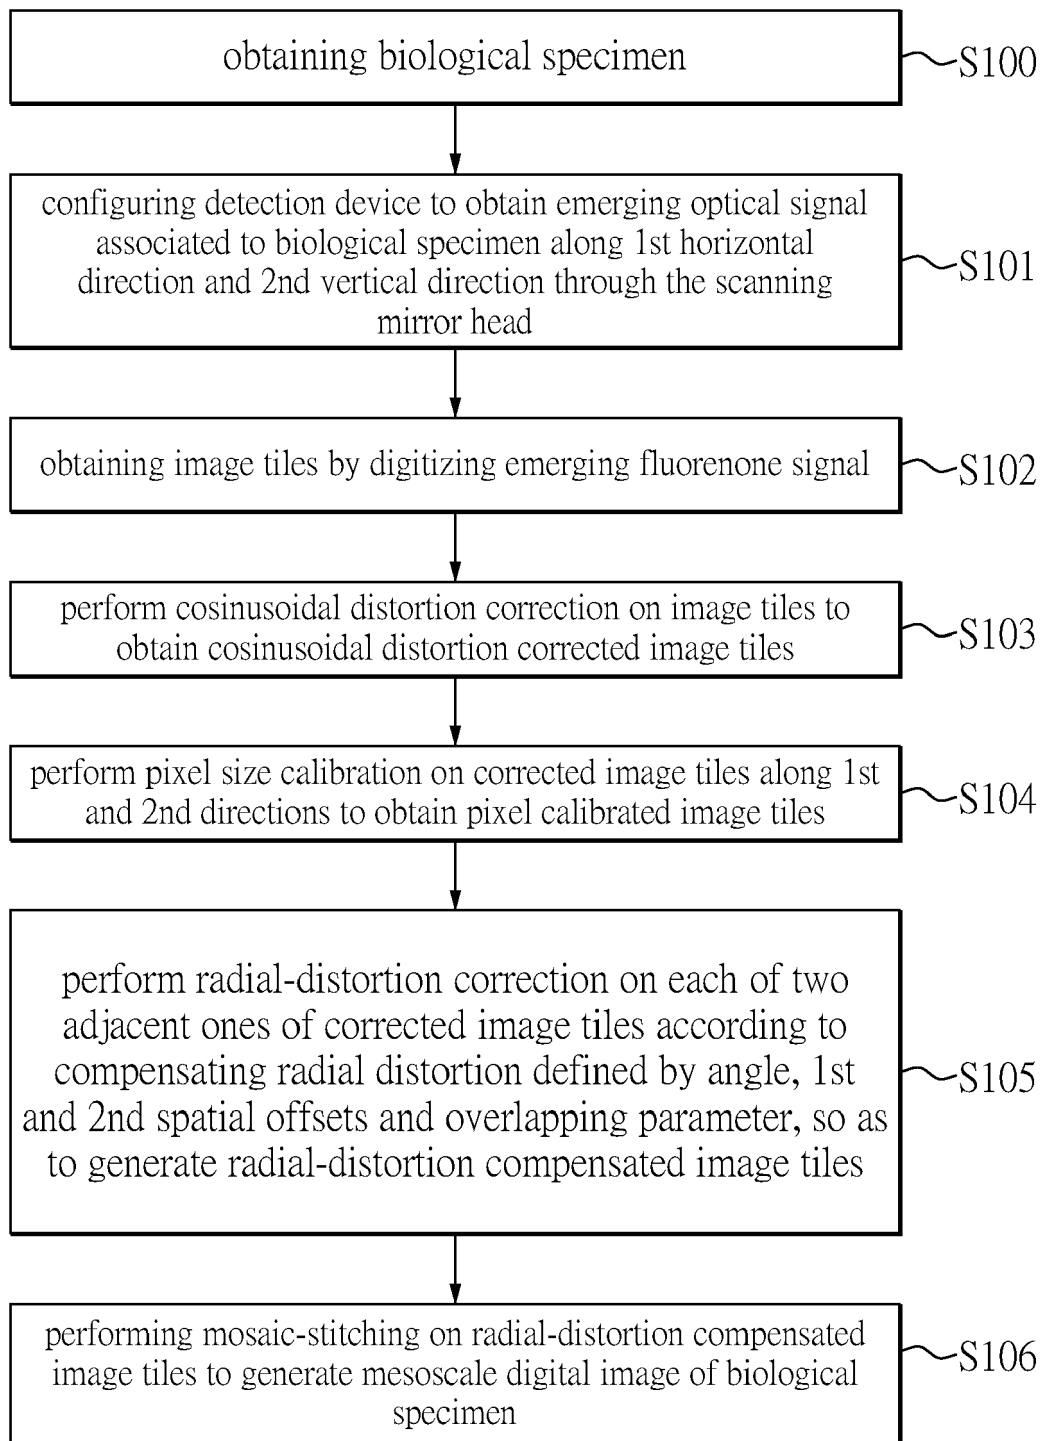 obtaining biological specimen
S100
configuring detection device to obtain emerging optical signal
associated to biological specimen along 1st horizontal
direction and 2nd vertical direction through the scanning
mirror head
S101
obtaining image tiles by digitizing emerging fluorenone signal
S102
perform cosinusoidal distortion correction on image tiles to
obtain cosinusoidal distortion corrected image tiles
S103
perform pixel size calibration on corrected image tiles along 1st
and 2nd directions to obtain pixel calibrated image tiles
S104
perform radial-distortion correction on each of two
adjacent ones of corrected image tiles according to
compensating radial distortion defined by angle, 1st
and 2nd spatial offsets and overlapping parameter, so as
to generate radial-distortion compensated image tiles
S105
performing mosaic-stitching on radial-distortion compensated
image tiles to generate mesoscale digital image of biological
specimen
S106